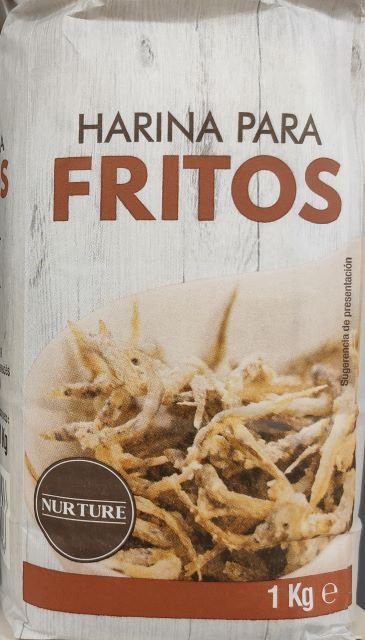 HARINA PARA
FRITOS
Sugerencia de presentación
NURTURE
1 Kg e